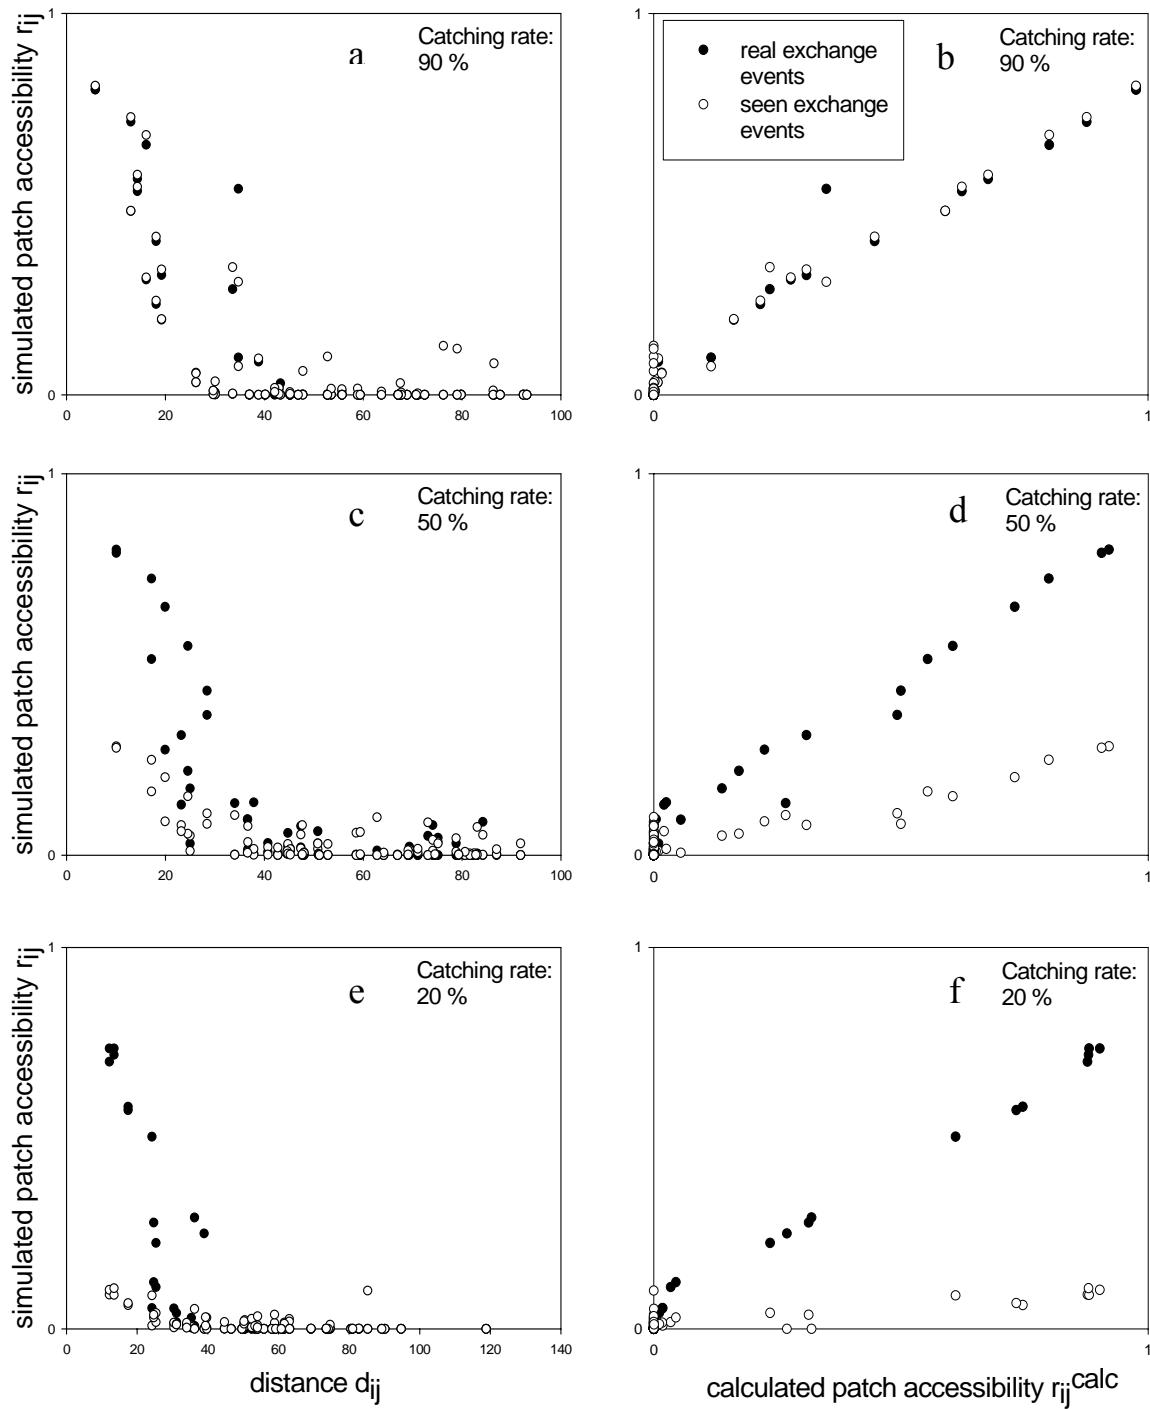 simulated patch accessibility rij
1
0
a
Catching rate:
90 %
0 20 40 60 80 100
1
0
real exchange
events
seen exchange
events
b
Catching rate:
90 %
0 1
simulated patch accessibility rij
1
0
c
Catching rate:
50 %
0 20 40 60 80 100
1
0
d
Catching rate:
50 %
0 1
simulated patch accessibility rij
1
0
e
Catching rate:
20 %
0 20 40 60 80 100 120 140
distance dij
1
0
f
Catching rate:
20 %
0 1
calculated patch accessibility rijcalc